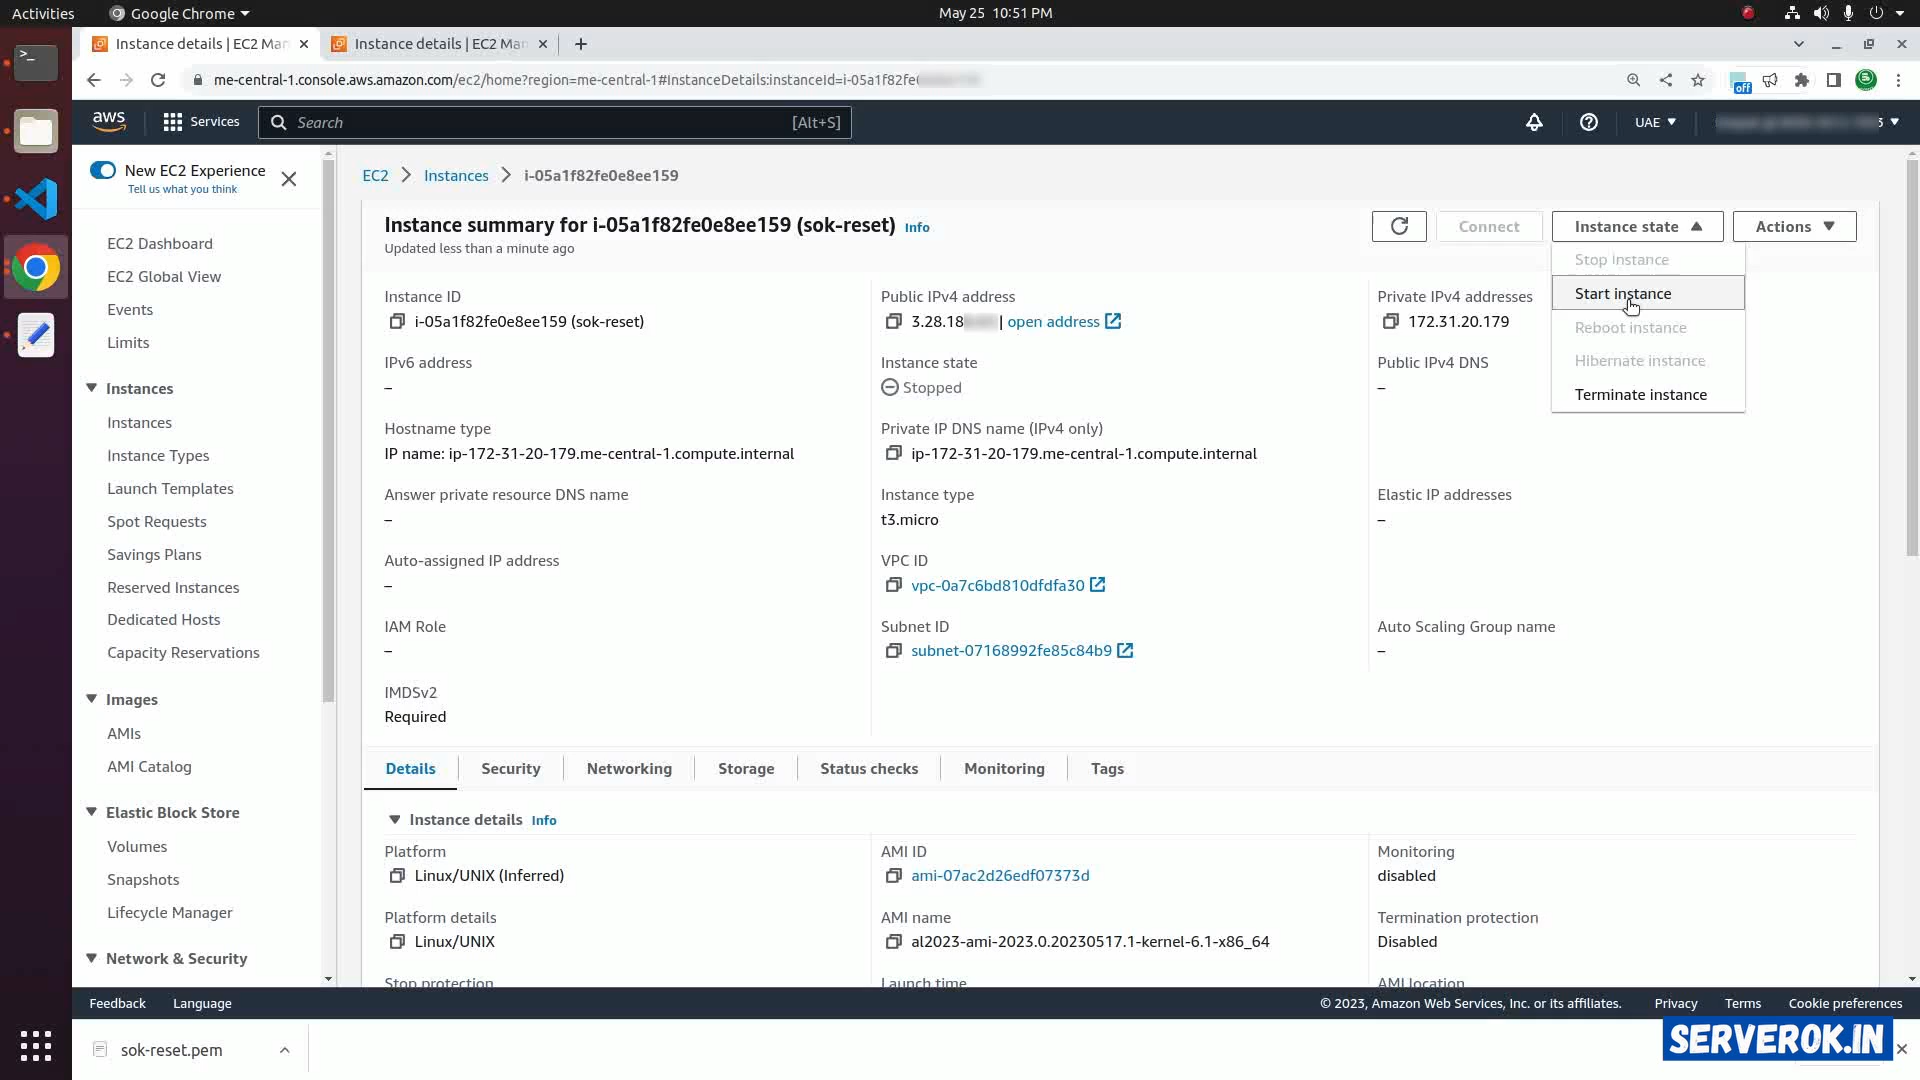 Activities
Google Chrome
May 25 10:51 PM
Instance details | EC2 Man
Instance details | EC2 Man
me-central-1.console.aws.amazon.com/ec2/home?region=me-central-1#InstanceDetails:instanceId=i-05a1f82fe
off
aws
Services
Search
[Alt+S]
UAE
New EC2 Experience
Tell us what you think
EC2 Dashboard
EC2 Global View
Events
Limits
Instances
Instances
Instance Types
Launch Templates
Spot Requests
Savings Plans
Reserved Instances
Dedicated Hosts
Capacity Reservations
Images
AMIs
AMI Catalog
Elastic Block Store
Volumes
Snapshots
Lifecycle Manager
Network & Security
EC2 > Instances > i-05a1f82fe0e8ee159
Instance summary for i-05a1f82fe0e8ee159 (sok-reset) Info
Updated less than a minute ago
Connect
Instance state
Actions
Stop instance
Start instance
Reboot instance
Hibernate instance
Terminate instance
Instance ID
i-05a1f82fe0e8ee159 (sok-reset)
Public IPv4 address
3.28.18 | open address
Private IPv4 addresses
172.31.20.179
IPv6 address
–
Instance state
Stopped
Public IPv4 DNS
–
Hostname type
IP name: ip-172-31-20-179.me-central-1.compute.internal
Private IP DNS name (IPv4 only)
ip-172-31-20-179.me-central-1.compute.internal
Answer private resource DNS name
–
Instance type
t3.micro
Elastic IP addresses
–
Auto-assigned IP address
–
VPC ID
vpc-0a7c6bd810dfdfa30
IAM Role
–
Subnet ID
subnet-07168992fe85c84b9
Auto Scaling Group name
–
IMDSv2
Required
Details
Security
Networking
Storage
Status checks
Monitoring
Tags
Instance details Info
Platform
Linux/UNIX (Inferred)
AMI ID
ami-07ac2d26edf07373d
Monitoring
disabled
Platform details
Linux/UNIX
AMI name
al2023-ami-2023.0.20230517.1-kernel-6.1-x86_64
Termination protection
Disabled
Stop protection
Launch time
AMI location
Feedback
Language
© 2023, Amazon Web Services, Inc. or its affiliates.
Privacy
Terms
Cookie preferences
sok-reset.pem
SERVEROK.IN